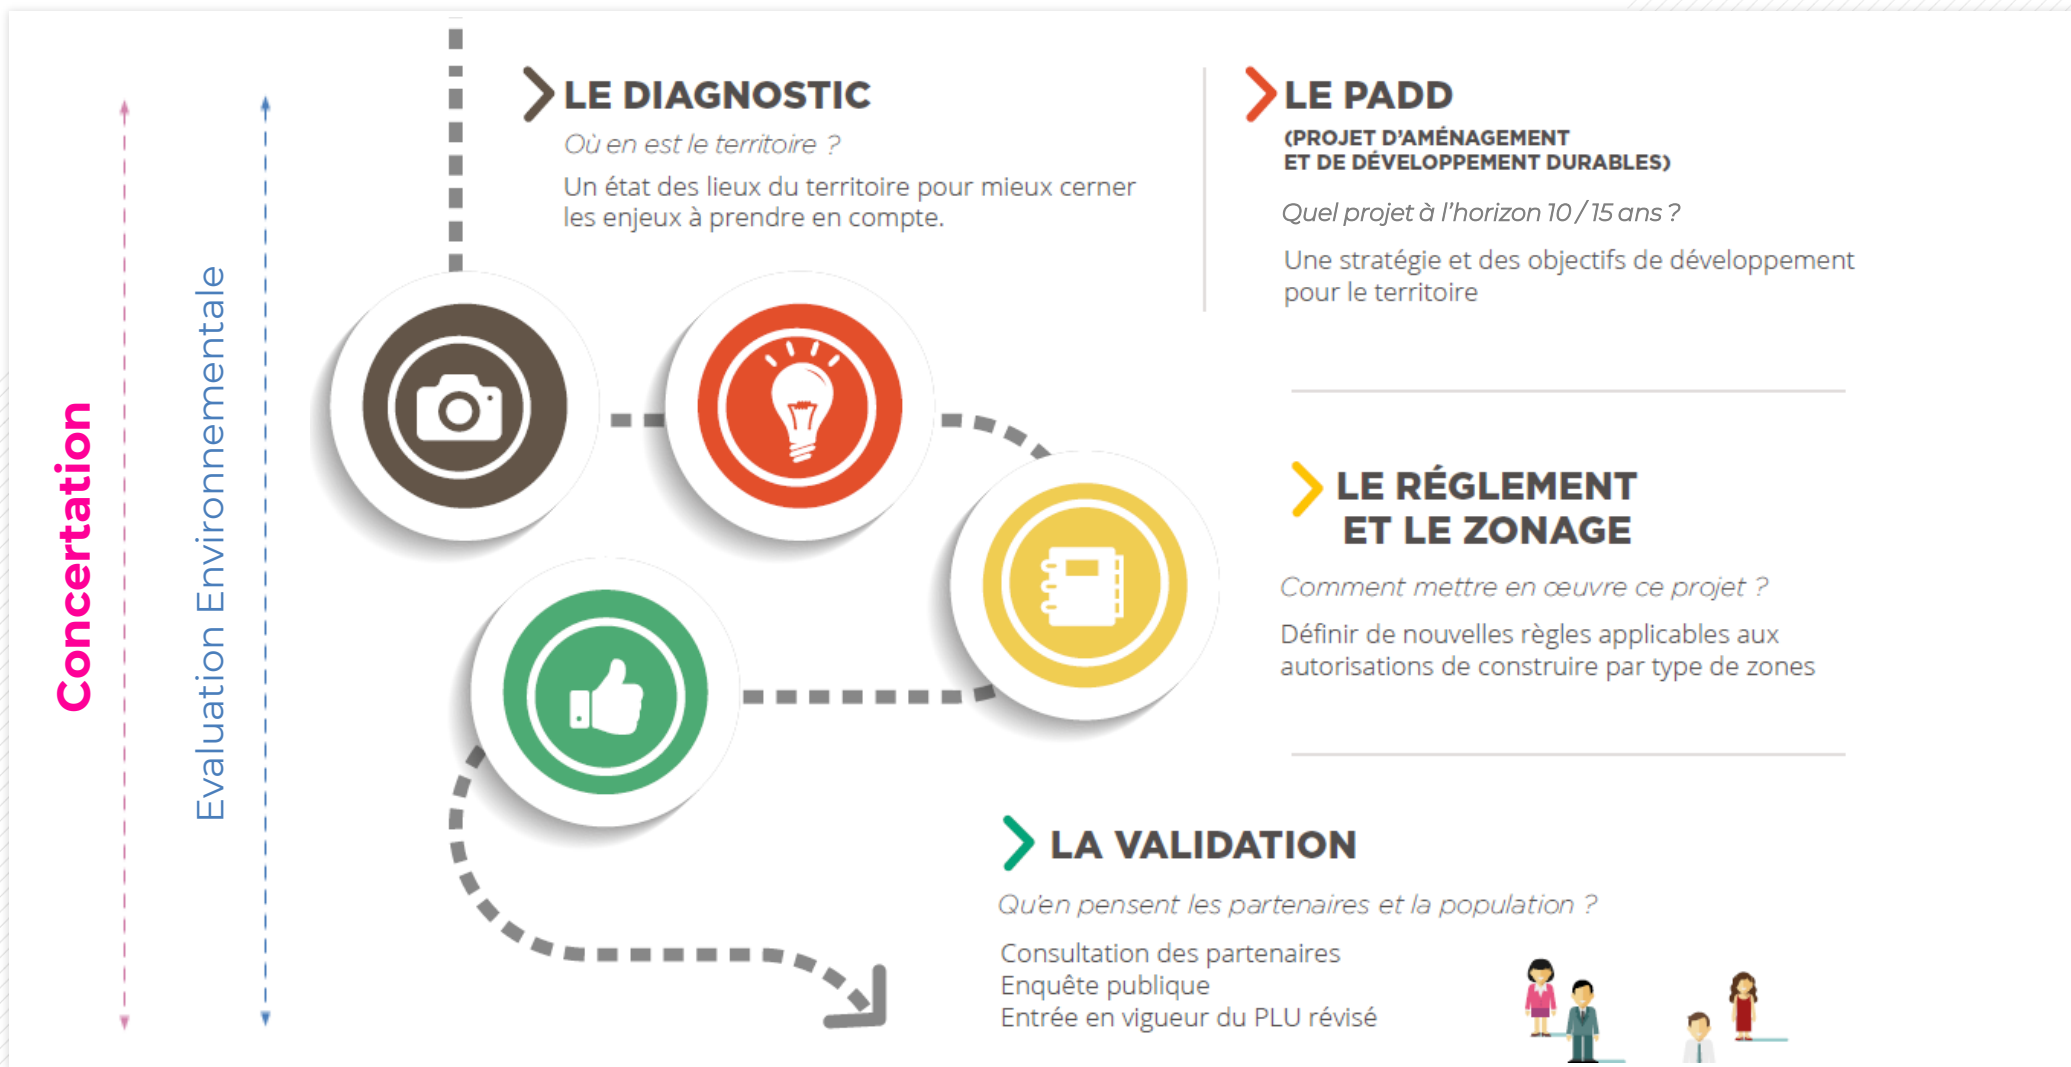 Concertation
Evaluation Environnementale
LE DIAGNOSTIC
Où en est le territoire ?
Un état des lieux du territoire pour mieux cerner
les enjeux à prendre en compte.
LE PADD
(PROJET D'AMÉNAGEMENT
ET DE DÉVELOPPEMENT DURABLES)
Quel projet à l'horizon 10 / 15 ans ?
Une stratégie et des objectifs de développement
pour le territoire
LE RÉGLEMENT
ET LE ZONAGE
Comment mettre en œuvre ce projet ?
Définir de nouvelles règles applicables aux
autorisations de construire par type de zones
LA VALIDATION
Qu'en pensent les partenaires et la population ?
Consultation des partenaires
Enquête publique
Entrée en vigueur du PLU révisé